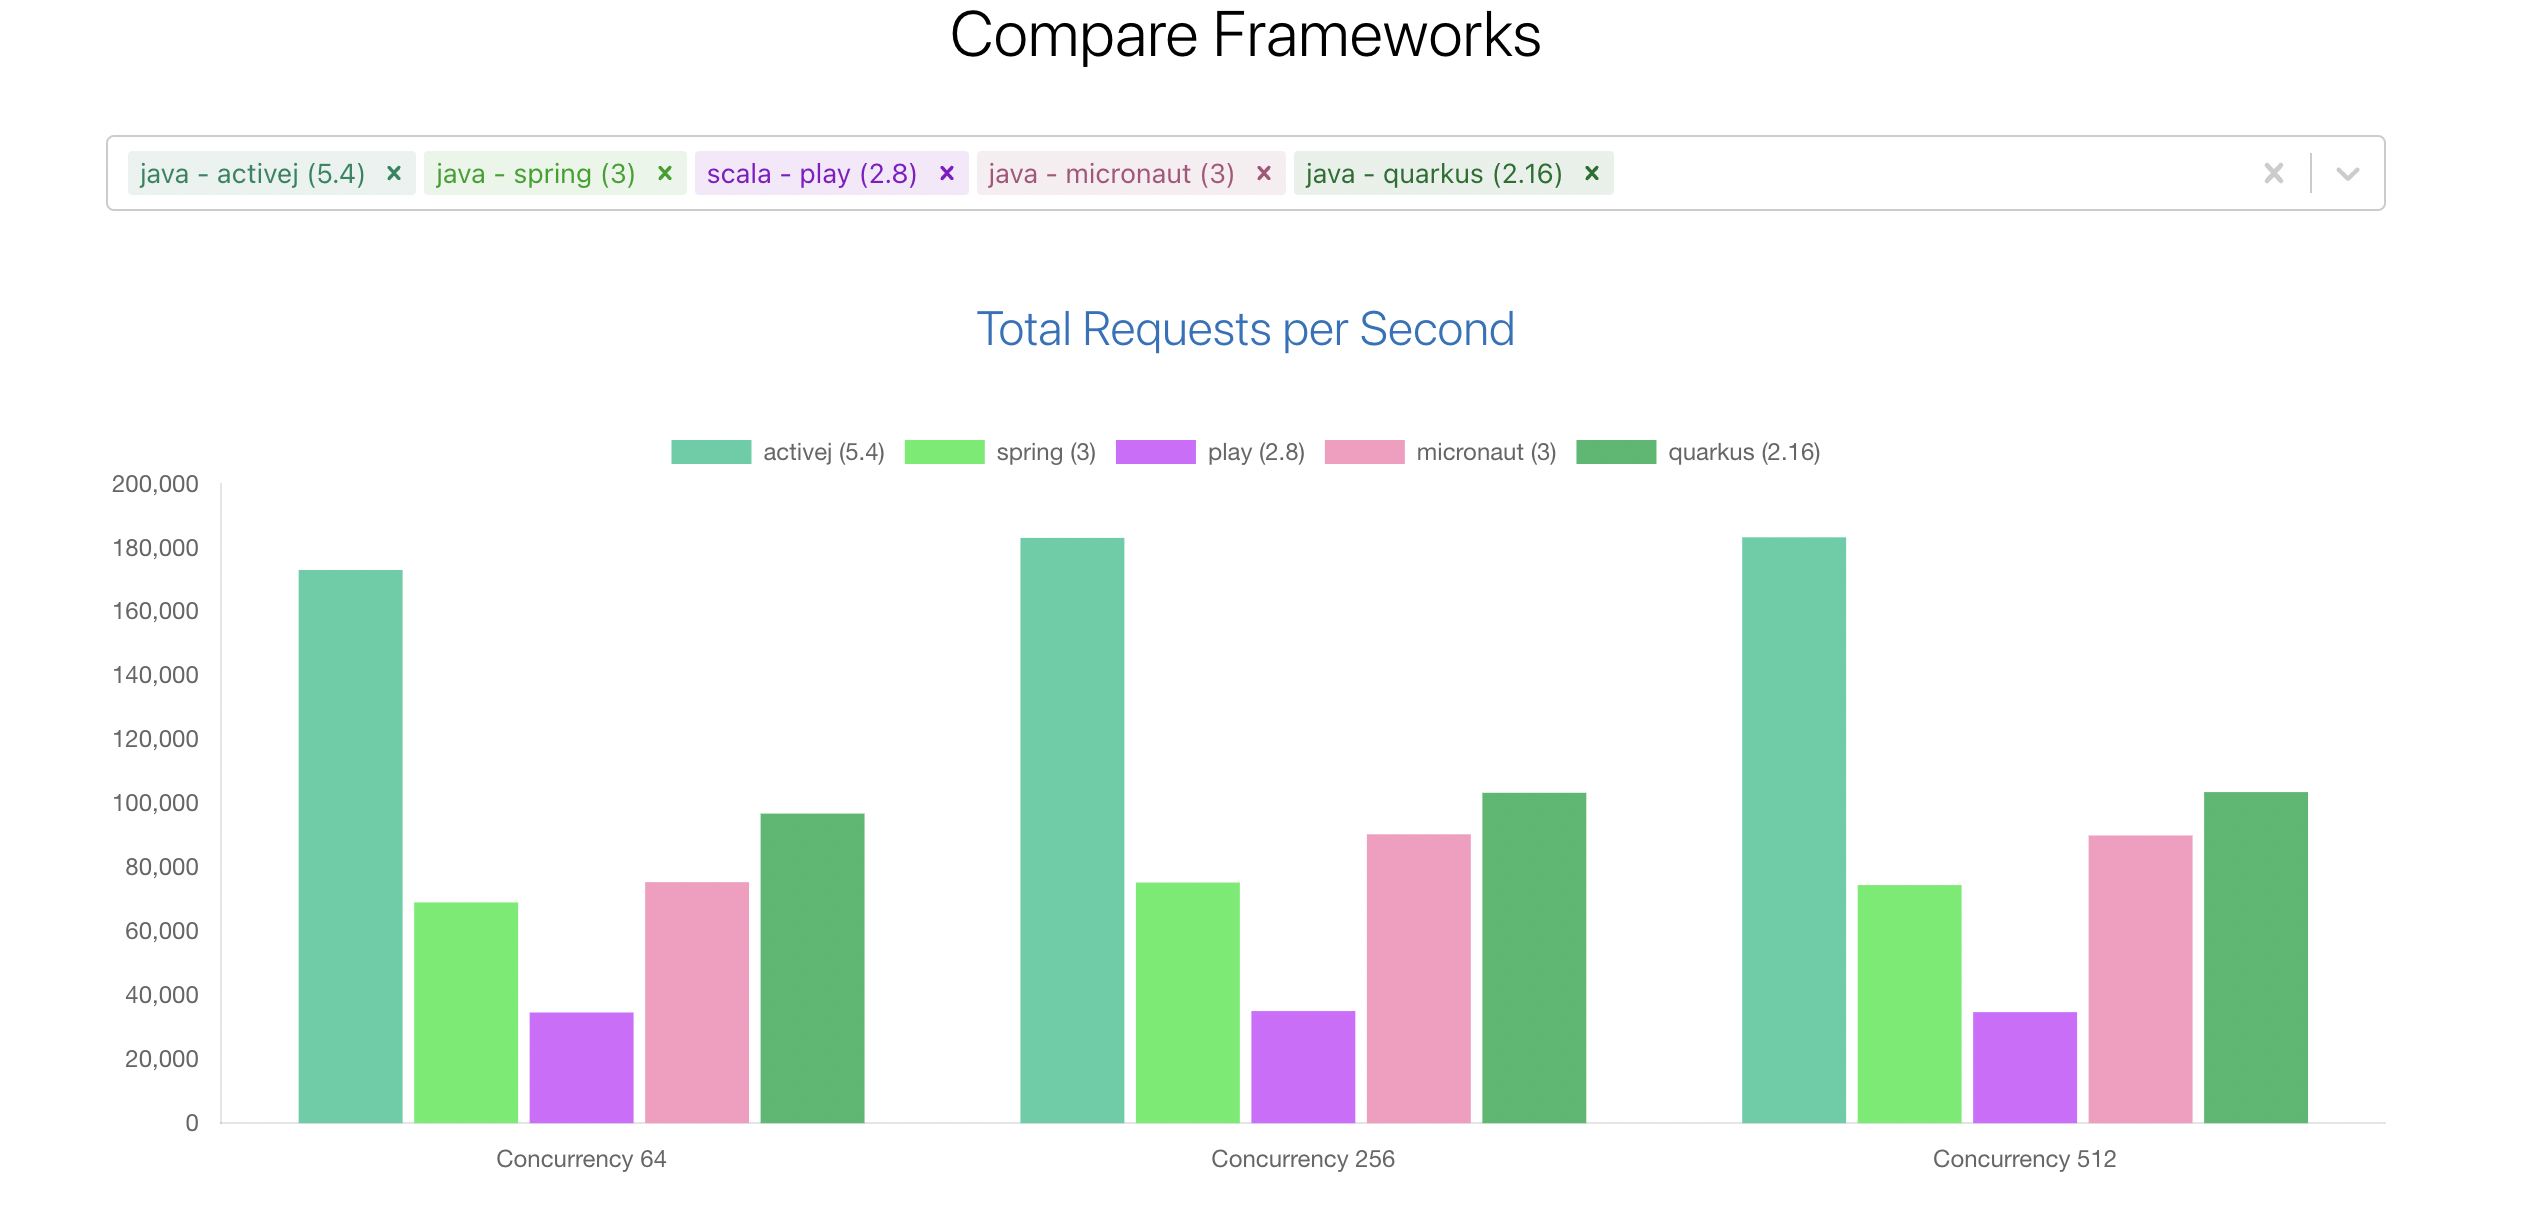 Compare Frameworks
java - activej (5.4) × java - spring (3) × scala - play (2.8) × java - micronaut (3) × java - quarkus (2.16) ×
Total Requests per Second
activej (5.4) spring (3) play (2.8) micronaut (3) quarkus (2.16)
200,000
180,000
160,000
140,000
120,000
100,000
80,000
60,000
40,000
20,000
0
Concurrency 64 Concurrency 256 Concurrency 512